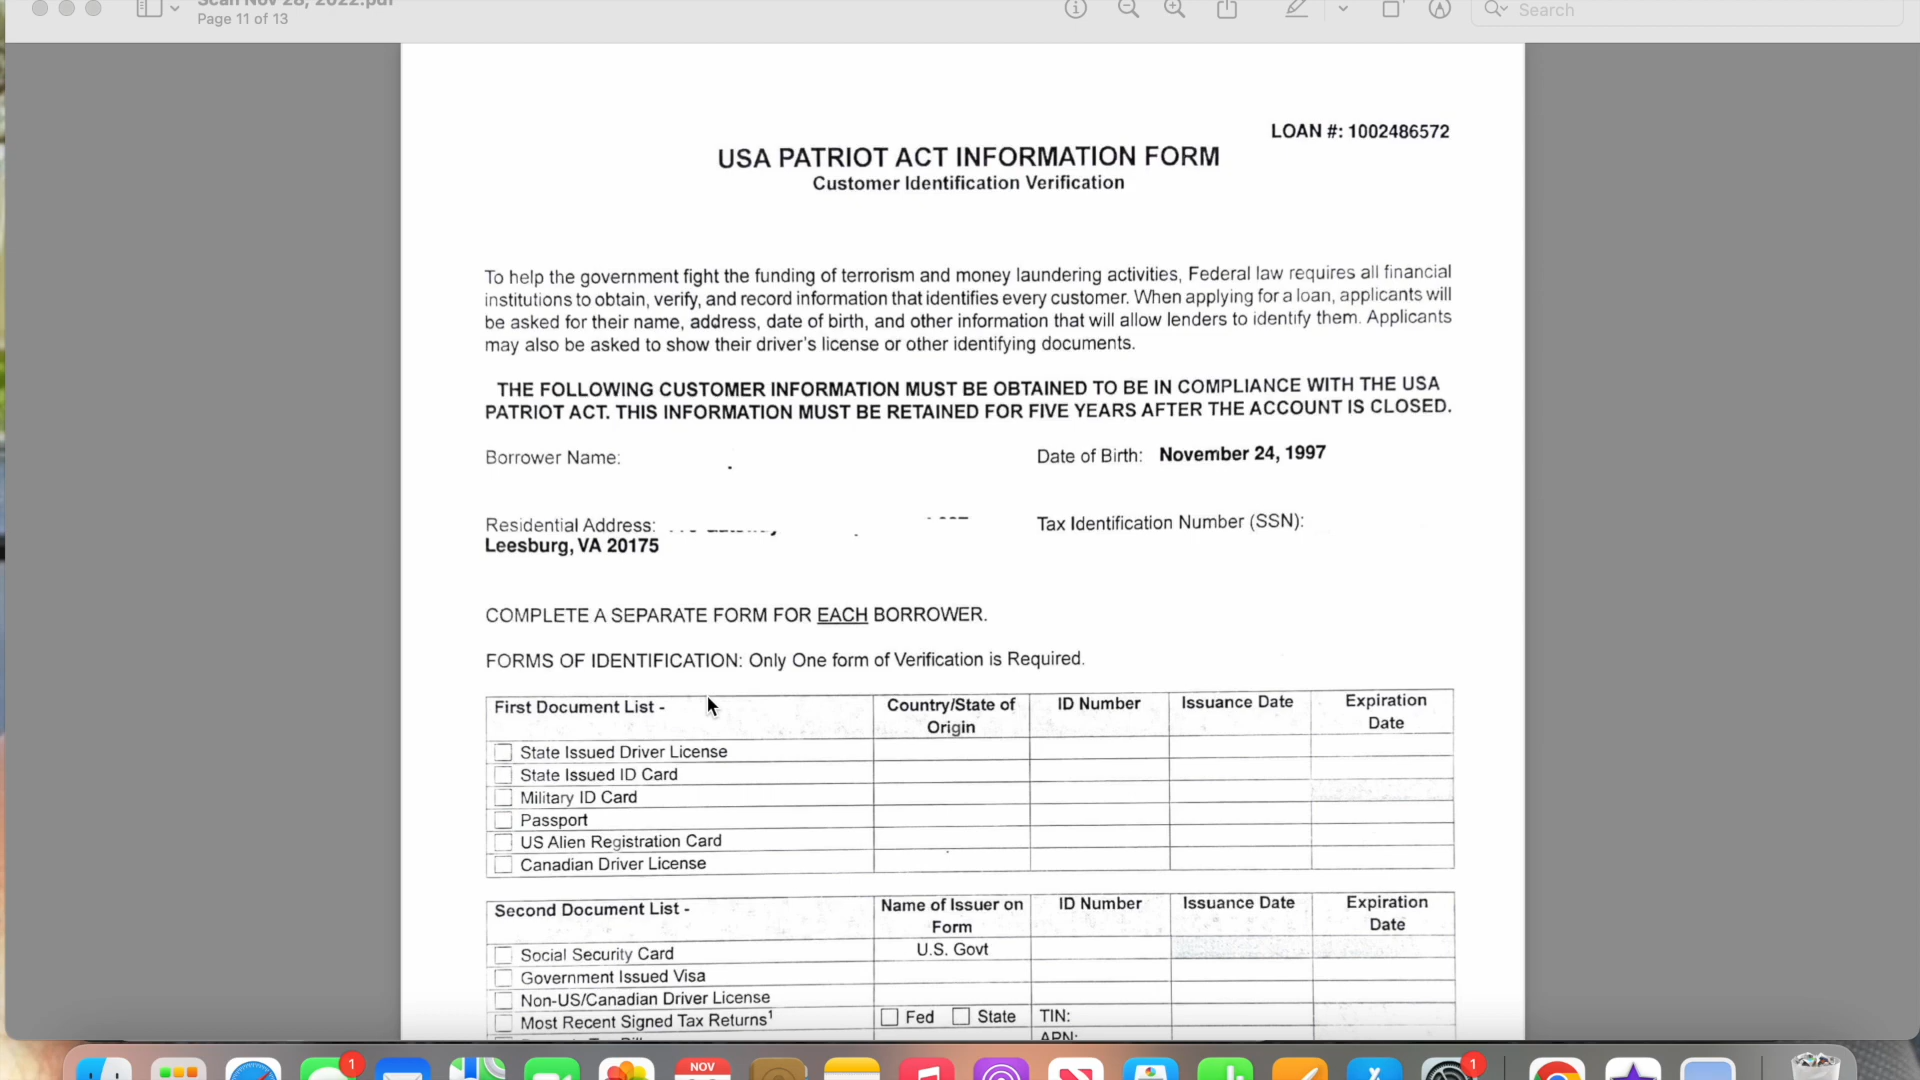 Scan Nov 28, 2022.pdf
Page 11 of 13
Search
LOAN #: 1002486572
USA PATRIOT ACT INFORMATION FORM
Customer Identification Verification
To help the government fight the funding of terrorism and money laundering activities, Federal law requires all financial
institutions to obtain, verify, and record information that identifies every customer. When applying for a loan, applicants will
be asked for their name, address, date of birth, and other information that will allow lenders to identify them. Applicants
may also be asked to show their driver's license or other identifying documents.
THE FOLLOWING CUSTOMER INFORMATION MUST BE OBTAINED TO BE IN COMPLIANCE WITH THE USA
PATRIOT ACT. THIS INFORMATION MUST BE RETAINED FOR FIVE YEARS AFTER THE ACCOUNT IS CLOSED.
Borrower Name: Date of Birth: November 24, 1997
Residential Address: Tax Identification Number (SSN):
Leesburg, VA 20175
COMPLETE A SEPARATE FORM FOR EACH BORROWER.
FORMS OF IDENTIFICATION: Only One form of Verification is Required.
First Document List - Country/State of Origin ID Number Issuance Date Expiration Date
State Issued Driver License
State Issued ID Card
Military ID Card
Passport
US Alien Registration Card
Canadian Driver License
Second Document List - Name of Issuer on Form ID Number Issuance Date Expiration Date
Social Security Card U.S. Govt
Government Issued Visa
Non-US/Canadian Driver License
Most Recent Signed Tax Returns¹ Fed State TIN:
APN:
1
NOV
1